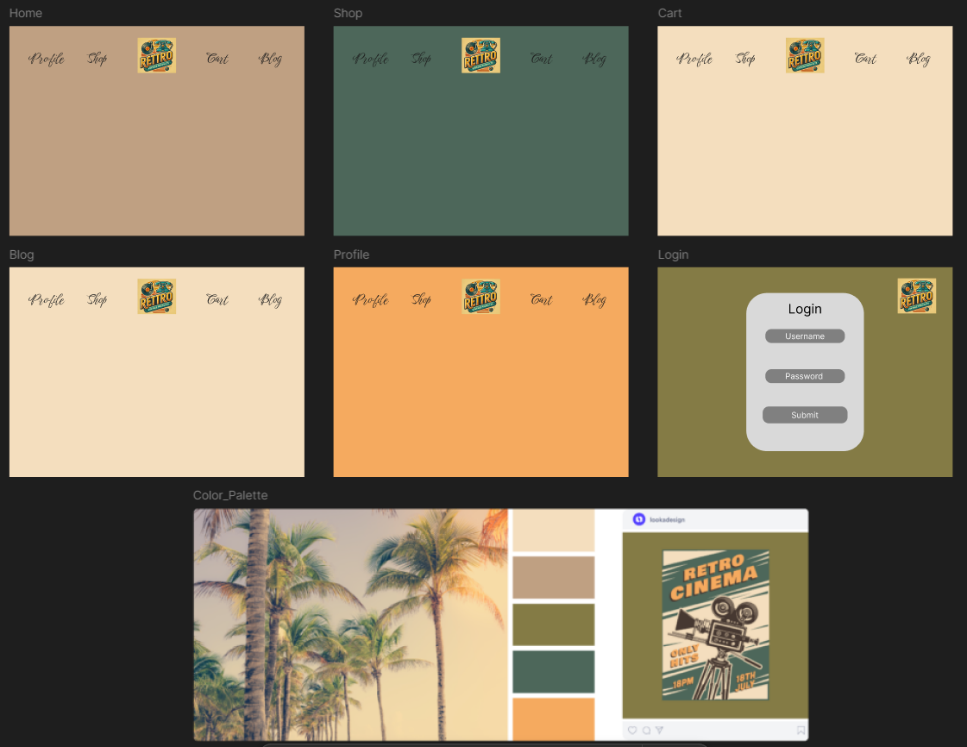 Home
Shop
Cart
Profile Shop RETRO Cart Blog
Profile Shop RETRO Cart Blog
Profile Shop RETRO Cart Blog
Blog
Profile
Login
Profile Shop RETRO Cart Blog
Profile Shop RETRO Cart Blog
RETRO
Login
Username
Password
Submit
Color_Palette
lookadesign
RETRO
CINEMA
ONLY
HITS
18PM
18TH
JULY